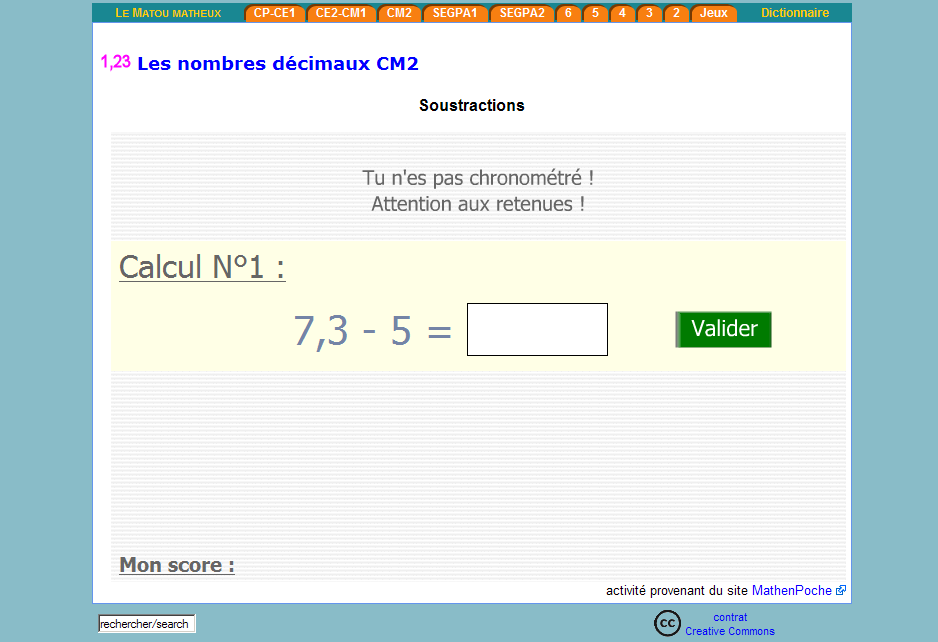 LE MATOU MATHEUX CP-CE1 CE2-CM1 CM2 SEGPA1 SEGPA2 6 5 4 3 2 Jeux Dictionnaire
1,23 Les nombres décimaux CM2
Soustractions
Tu n'es pas chronométré !
Attention aux retenues !
Calcul N°1 :
7,3 - 5 = Valider
Mon score :
activité provenant du site MathenPoche
rechercher/search cc contrat
Creative Commons